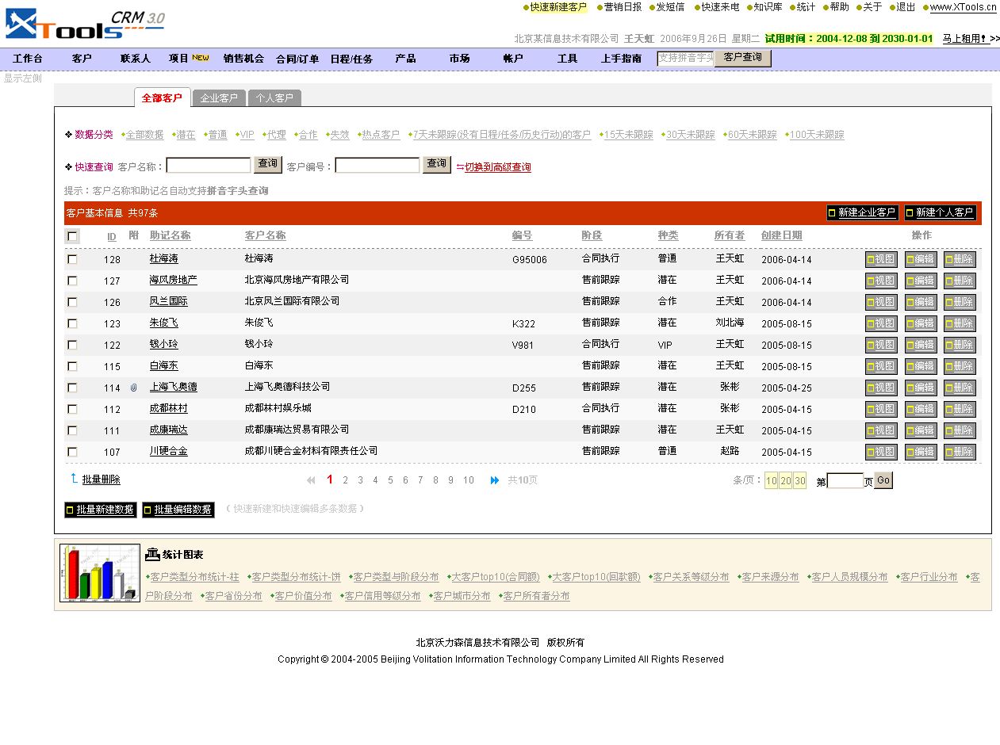 XTools CRM 3.0
快速新建客户 营销日报 发短信 快速来电 知识库 统计 帮助 关于 退出 www.XTools.cn
北京某信息技术有限公司 王天虹 2006年9月26日 星期二 试用时间：2004-12-08 到 2030-01-01 马上租用! >>
工作台 客户 联系人 项目 NEW 销售机会 合同/订单 日程/任务 产品 市场 帐户 工具 上手指南 支持拼音字头 客户查询
显示左侧
全部客户 企业客户 个人客户
❖ 数据分类 全部数据 潜在 普通 VIP 代理 合作 失效 热点客户 7天未跟踪(没有日程/任务/历史行动)的客户 15天未跟踪 30天未跟踪 60天未跟踪 100天未跟踪
❖ 快速查询 客户名称： 查询 客户编号： 查询 ⇆切换到高级查询
提示：客户名称和助记名自动支持拼音字头查询
客户基本信息 共97条 新建企业客户 新建个人客户
ID 附 助记名称 客户名称 编号 阶段 种类 所有者 创建日期 操作
128 杜海涛 杜海涛 G95006 合同执行 普通 王天虹 2006-04-14 视图 编辑 删除
127 海风房地产 北京海风房地产有限公司 售前跟踪 潜在 王天虹 2006-04-14 视图 编辑 删除
126 凤兰国际 北京凤兰国际有限公司 售前跟踪 合作 王天虹 2006-04-14 视图 编辑 删除
123 朱俊飞 朱俊飞 K322 售前跟踪 潜在 刘北海 2005-08-15 视图 编辑 删除
122 钱小玲 钱小玲 V981 合同执行 VIP 王天虹 2005-08-15 视图 编辑 删除
115 白海东 白海东 售前跟踪 潜在 王天虹 2005-08-15 视图 编辑 删除
114 上海飞奥德 上海飞奥德科技公司 D255 售前跟踪 潜在 张彬 2005-04-25 视图 编辑 删除
112 成都林村 成都林村娱乐城 D210 合同执行 潜在 张彬 2005-04-15 视图 编辑 删除
111 成康瑞达 成都康瑞达贸易有限公司 售前跟踪 潜在 王天虹 2005-04-15 视图 编辑 删除
107 川硬合金 成都川硬合金材料有限责任公司 售前跟踪 普通 赵路 2005-04-15 视图 编辑 删除
批量删除 1 2 3 4 5 6 7 8 9 10 共10页 条/页： 10 20 30 第 页 Go
批量新建数据 批量编辑数据 （ 快速新建和快速编辑多条数据 ）
统计图表
客户类型分布统计-柱 客户类型分布统计-饼 客户类型与阶段分布 大客户top10(合同额) 大客户top10(回款额) 客户关系等级分布 客户来源分布 客户人员规模分布 客户行业分布 客
户阶段分布 客户省份分布 客户价值分布 客户信用等级分布 客户城市分布 客户所有者分布
北京沃力森信息技术有限公司 版权所有
Copyright © 2004-2005 Beijing Volitation Information Technology Company Limited All Rights Reserved